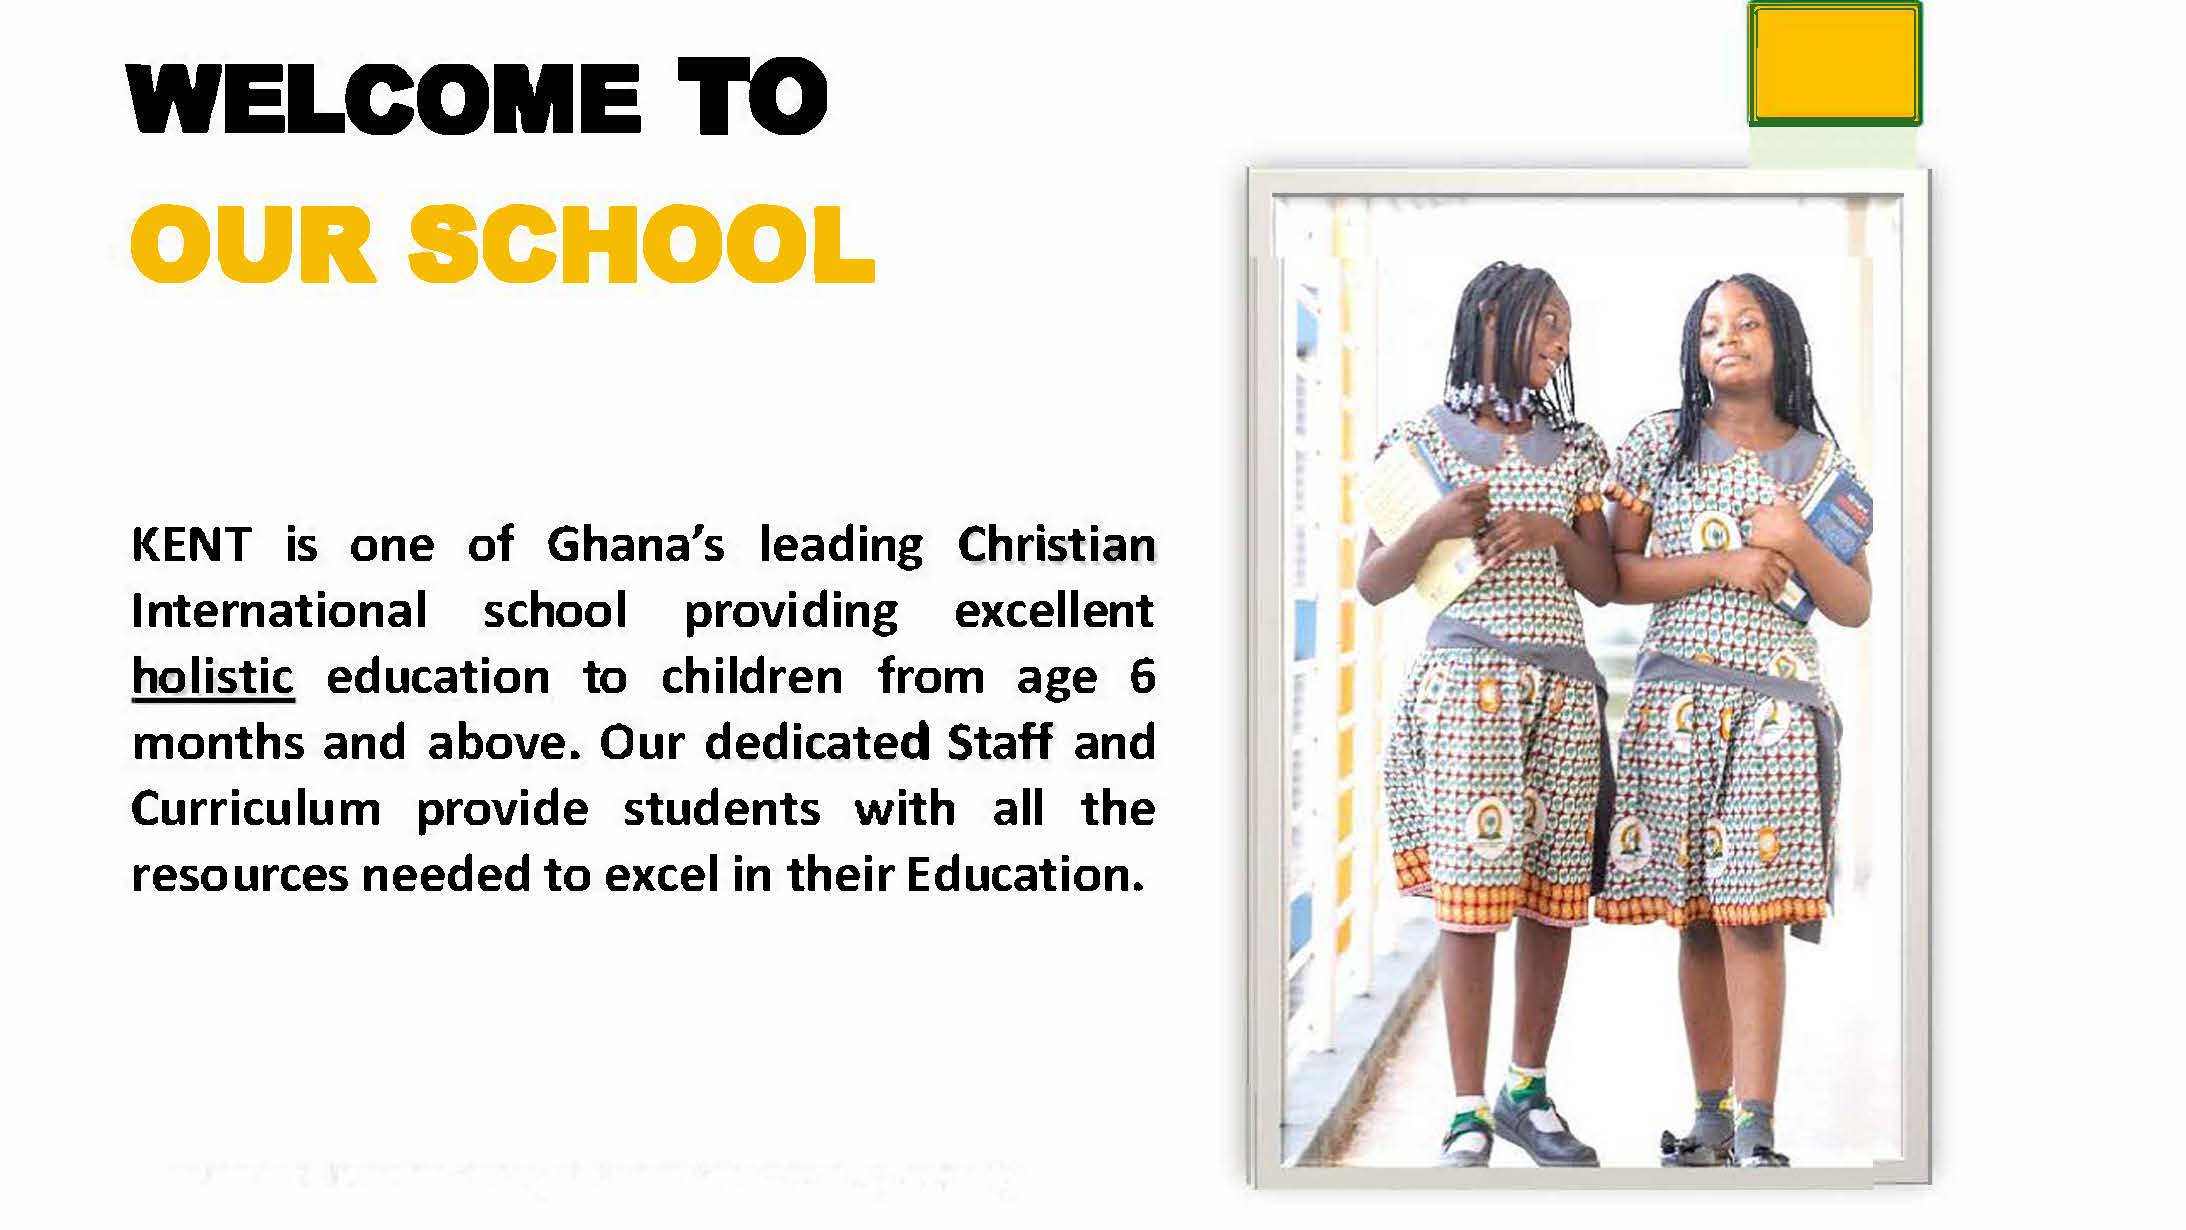 WELCOME TO
OUR SCHOOL
KENT is one of Ghana's leading Christian
International school providing excellent
holistic education to children from age 6
months and above. Our dedicated Staff and
Curriculum provide students with all the
resources needed to excel in their Education.